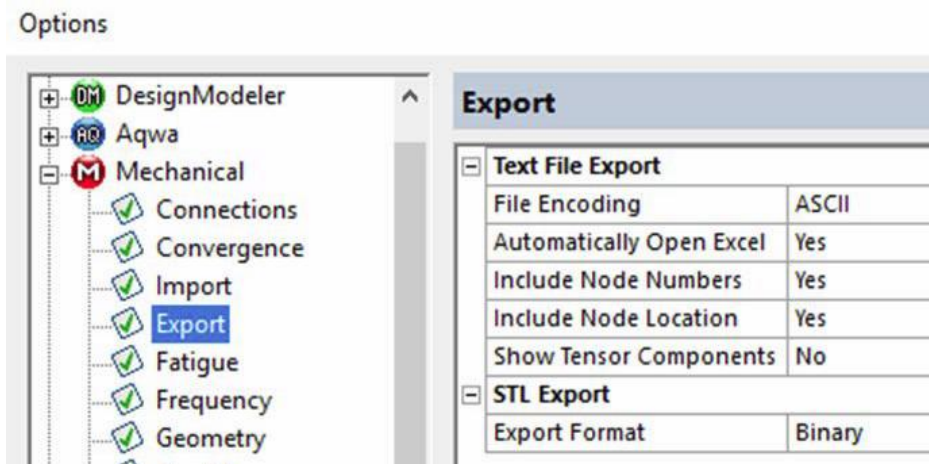 Options
DM DesignModeler
AQ Aqwa
M Mechanical
Connections
Convergence
Import
Export
Fatigue
Frequency
Geometry
Export
Text File Export
File Encoding ASCII
Automatically Open Excel Yes
Include Node Numbers Yes
Include Node Location Yes
Show Tensor Components No
STL Export
Export Format Binary